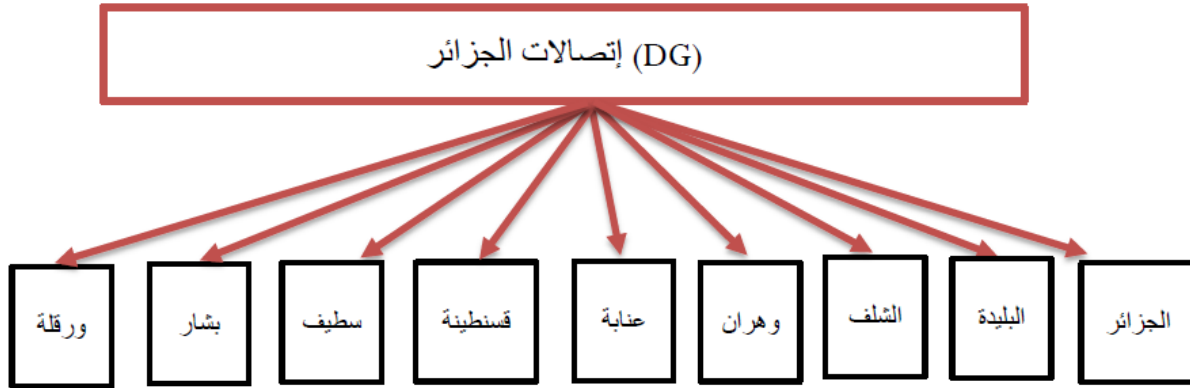 (DG) إتصالات الجزائر
الجزائر
البليدة
الشلف
وهران
عنابة
قسنطينة
سطيف
بشار
ورقلة